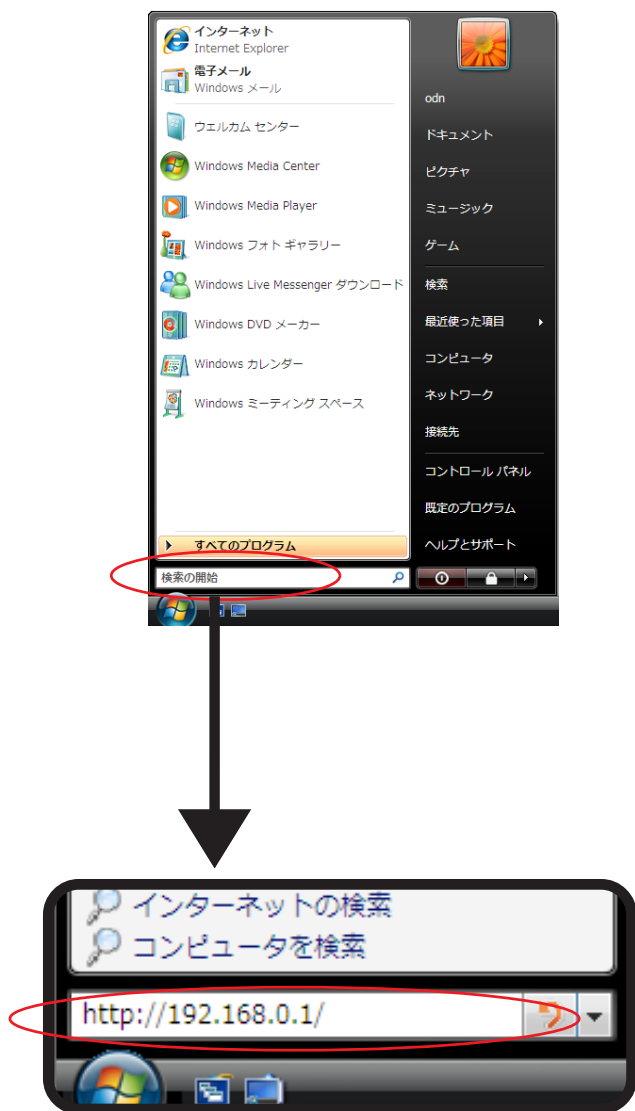 インターネット
Internet Explorer
電子メール
Windows メール
ウェルカム センター
Windows Media Center
Windows Media Player
Windows フォト ギャラリー
Windows Live Messenger ダウンロード
Windows DVD メーカー
Windows カレンダー
Windows ミーティング スペース
すべてのプログラム
検索の開始
odn
ドキュメント
ピクチャ
ミュージック
ゲーム
検索
最近使った項目
コンピュータ
ネットワーク
接続先
コントロール パネル
既定のプログラム
ヘルプとサポート
インターネットの検索
コンピュータを検索
http://192.168.0.1/